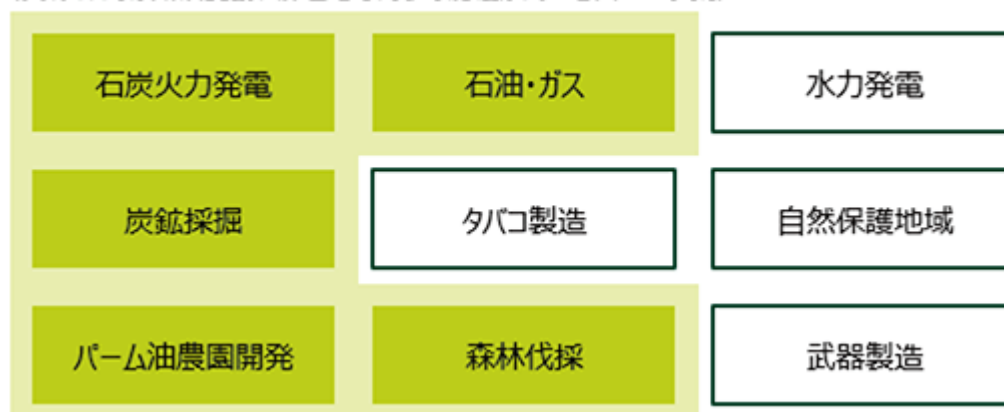 石炭火力発電
石油・ガス
水力発電
炭鉱採掘
タバコ製造
自然保護地域
パーム油農園開発
森林伐採
武器製造